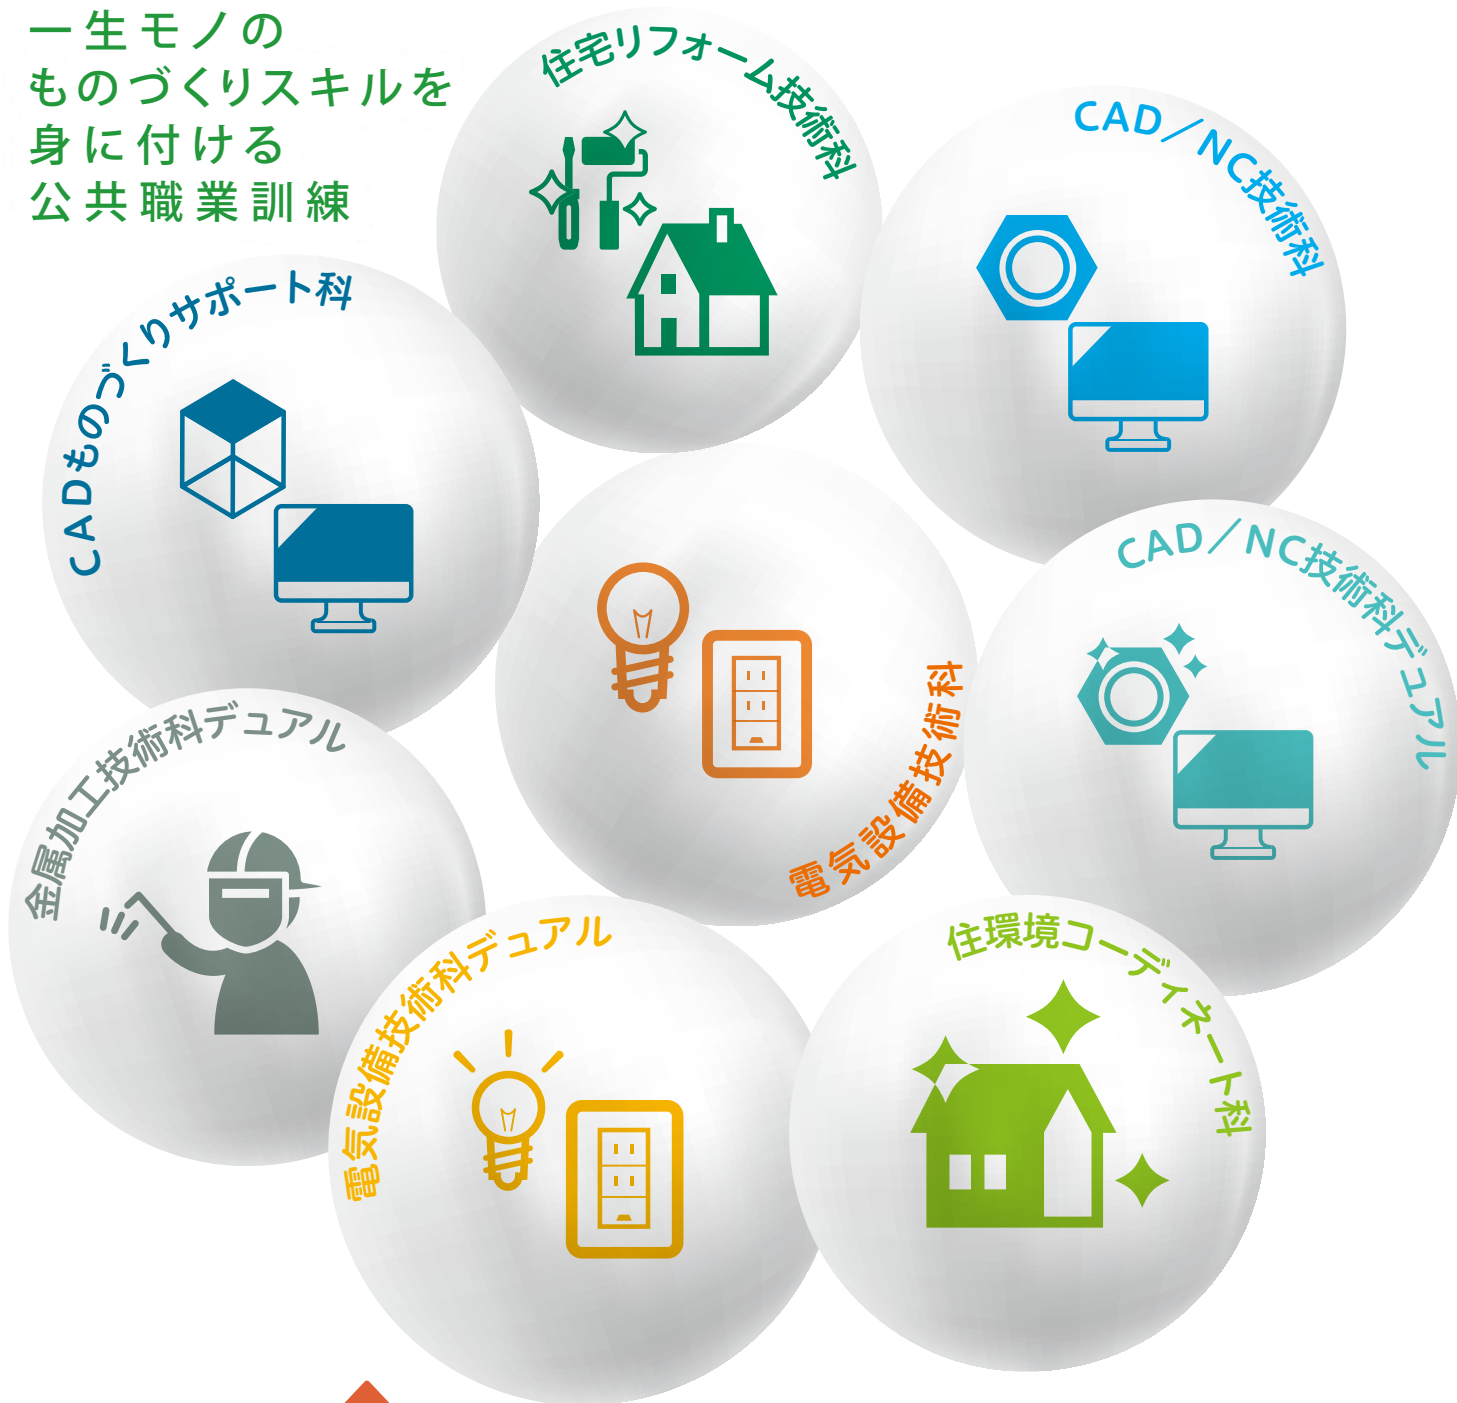 一生モノの
ものづくりスキルを
身に付ける
公共職業訓練
住宅リフォーム技術科
CAD／NC技術科
CADものづくりサポート科
CAD／NC技術科デュアル
電気設備技術科
金属加工技術科デュアル
電気設備技術科デュアル
住環境コーディネート科